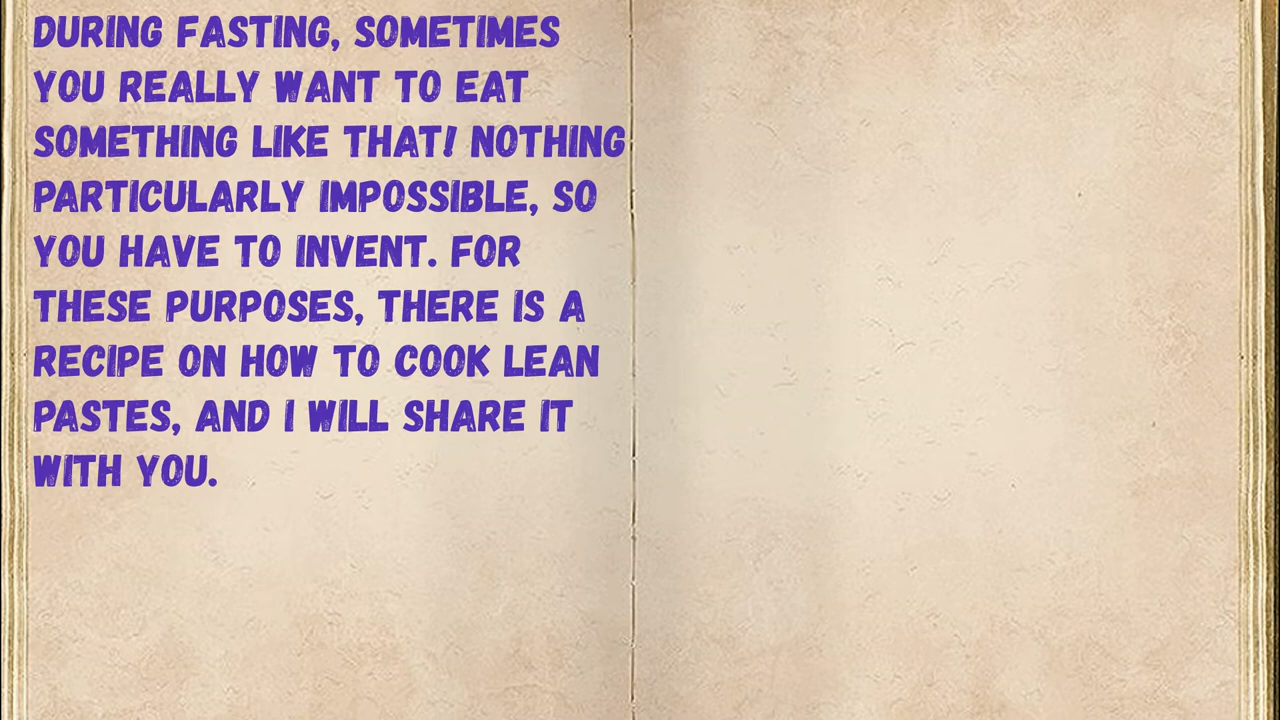 DURING FASTING, SOMETIMES
YOU REALLY WANT TO EAT
SOMETHING LIKE THAT! NOTHING
PARTICULARLY IMPOSSIBLE, SO
YOU HAVE TO INVENT. FOR
THESE PURPOSES, THERE IS A
RECIPE ON HOW TO COOK LEAN
PASTES, AND I WILL SHARE IT
WITH YOU.